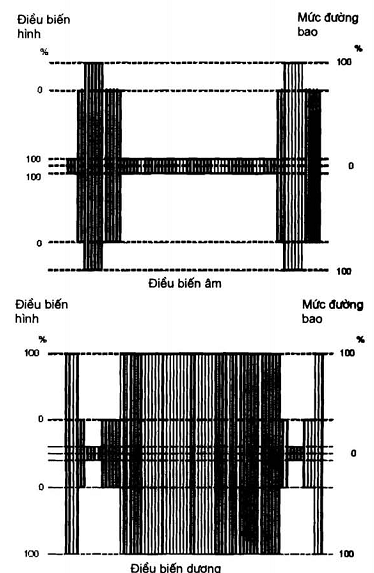 Điều biến
hình
Mức đường
bao
%
%
100
0
100
0
100
0
100
Điều biến âm
Điều biến
hình
Mức đường
bao
%
%
100
100
0
0
0
100
100
Điều biến dương